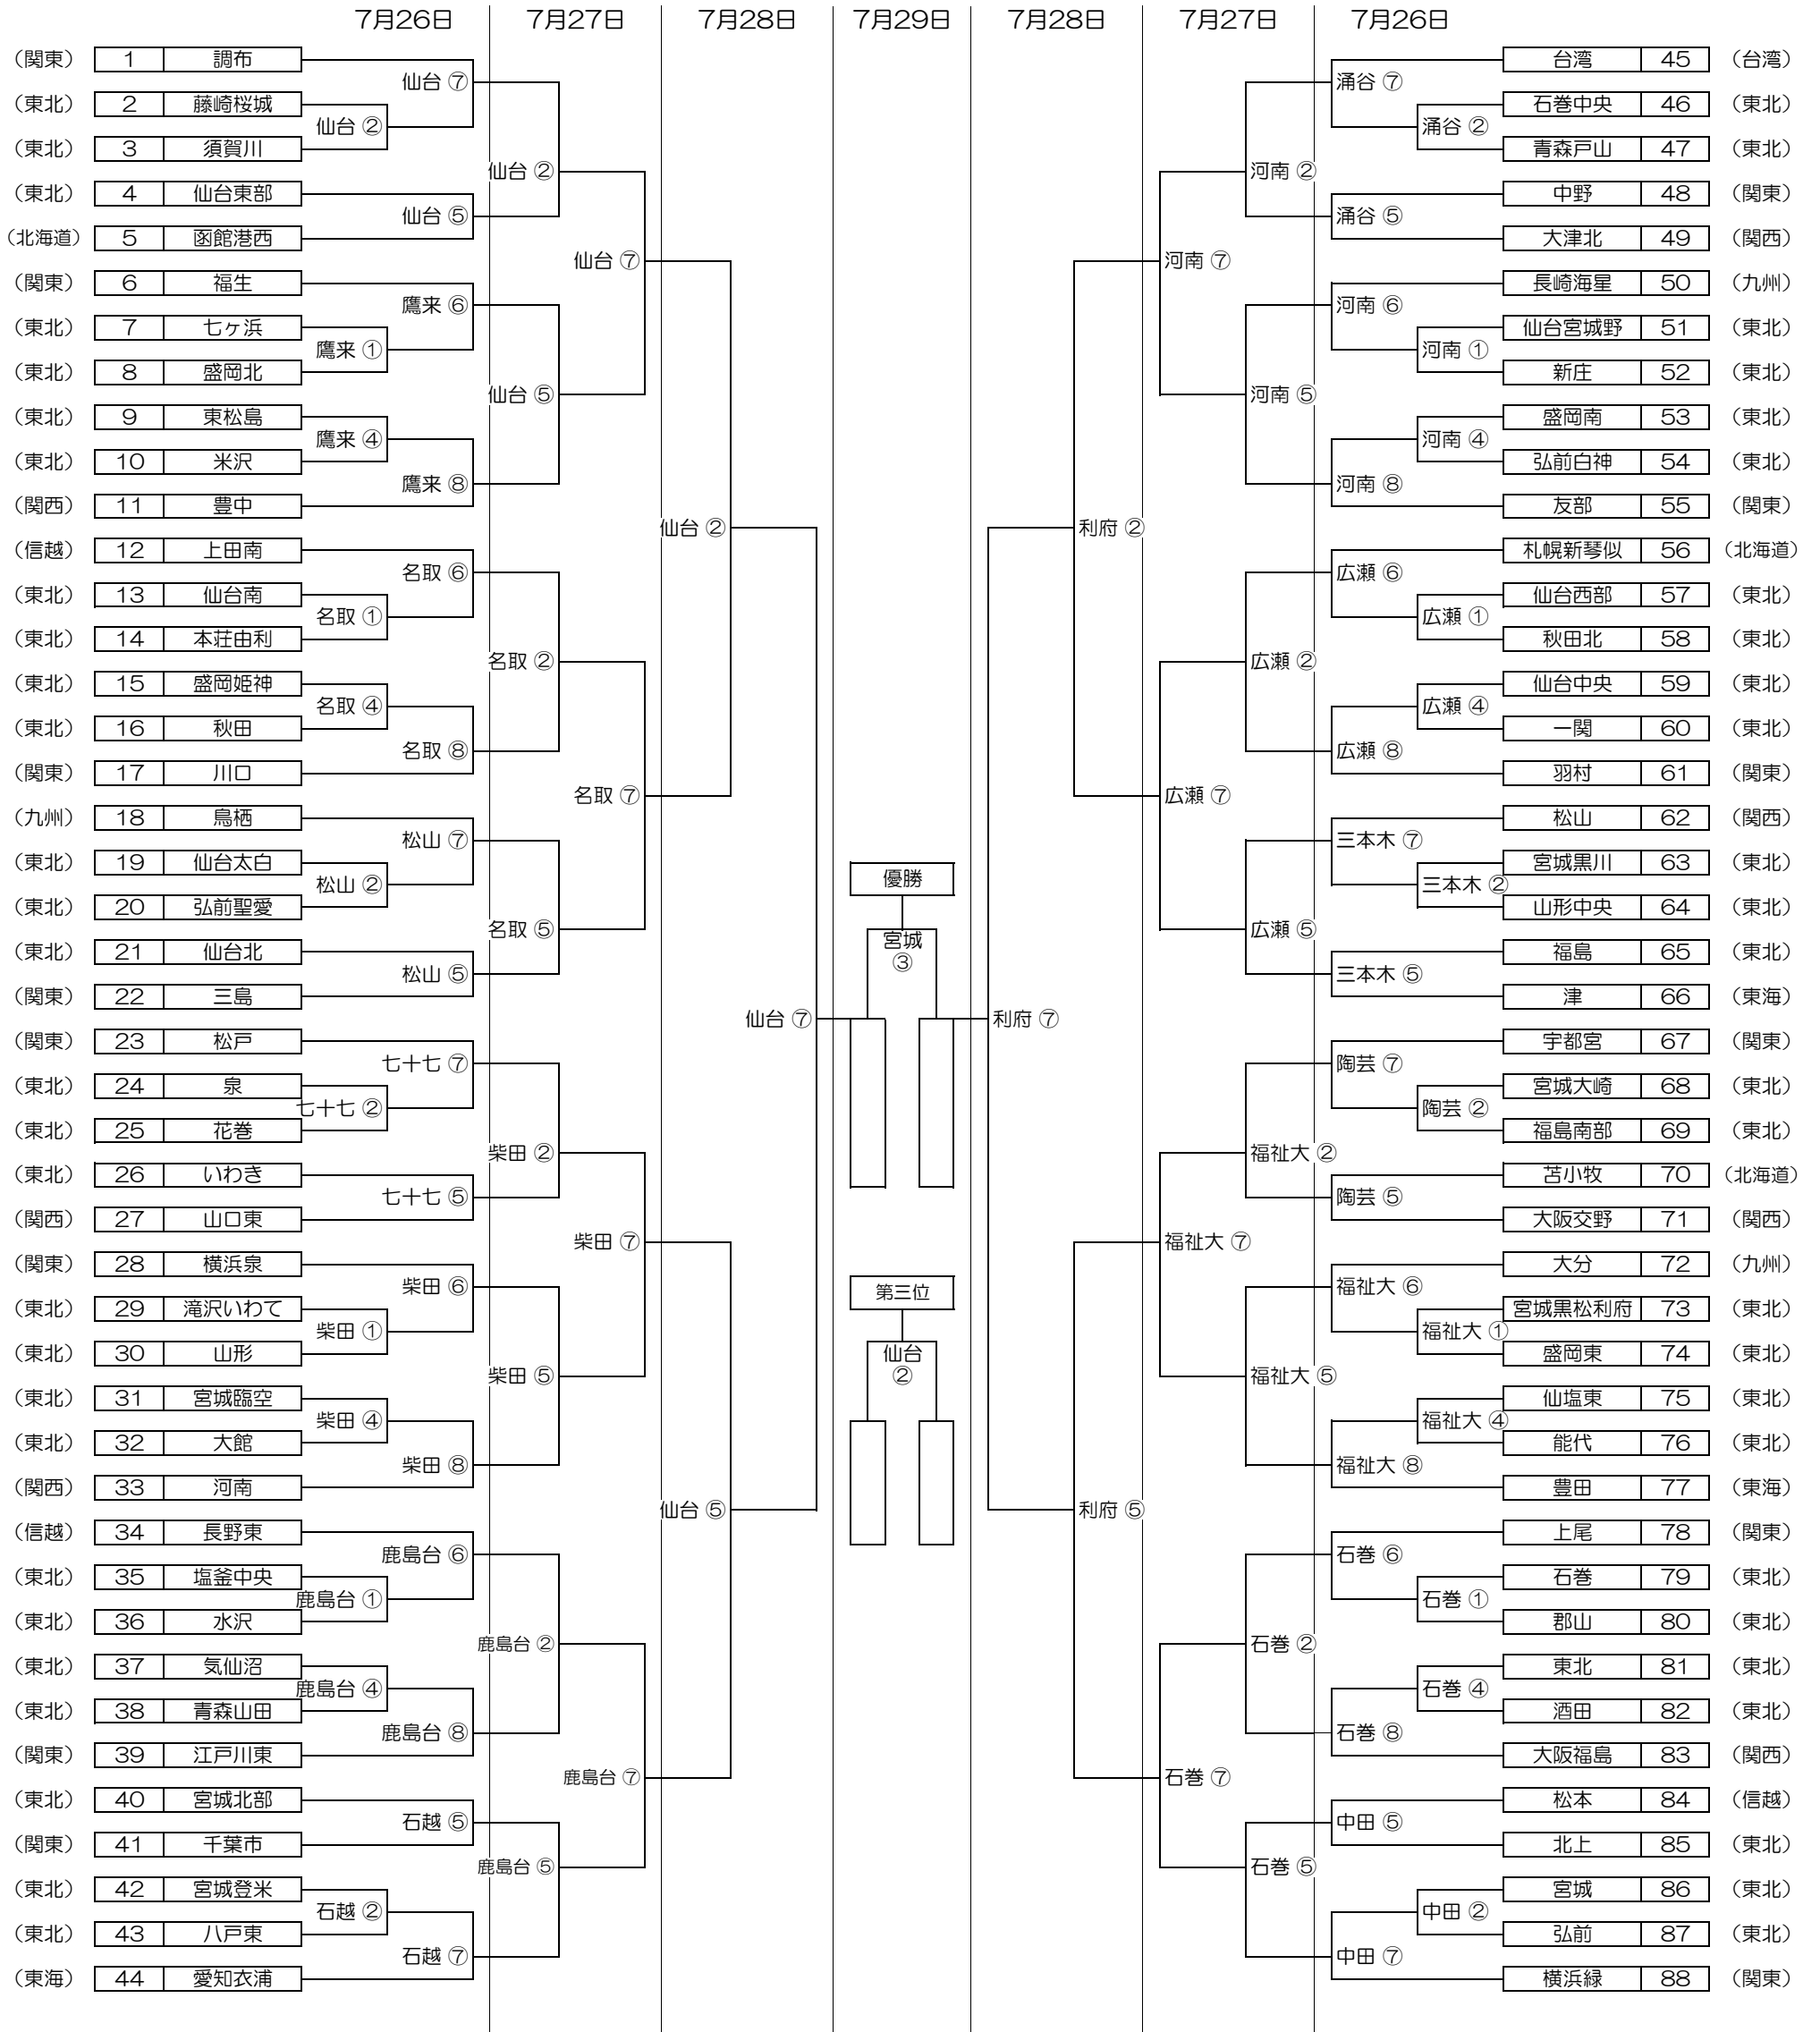 7月26日 7月27日 7月28日 7月29日 7月28日 7月27日 7月26日
（関東） 1 調布 台湾 45 （台湾）
仙台 ⑦ 涌谷 ⑦
（東北） 2 藤崎桜城 石巻中央 46 （東北）
仙台 ② 涌谷 ②
（東北） 3 須賀川 青森戸山 47 （東北）
仙台 ② 河南 ②
（東北） 4 仙台東部 中野 48 （関東）
仙台 ⑤ 涌谷 ⑤
（北海道） 5 函館港西 大津北 49 （関西）
仙台 ⑦ 河南 ⑦
（関東） 6 福生 長崎海星 50 （九州）
鷹来 ⑥ 河南 ⑥
（東北） 7 七ヶ浜 仙台宮城野 51 （東北）
鷹来 ① 河南 ①
（東北） 8 盛岡北 新庄 52 （東北）
仙台 ⑤ 河南 ⑤
（東北） 9 東松島 盛岡南 53 （東北）
鷹来 ④ 河南 ④
（東北） 10 米沢 弘前白神 54 （東北）
鷹来 ⑧ 河南 ⑧
（関西） 11 豊中 友部 55 （関東）
仙台 ② 利府 ②
（信越） 12 上田南 札幌新琴似 56 （北海道）
名取 ⑥ 広瀬 ⑥
（東北） 13 仙台南 仙台西部 57 （東北）
名取 ① 広瀬 ①
（東北） 14 本荘由利 秋田北 58 （東北）
名取 ② 広瀬 ②
（東北） 15 盛岡姫神 仙台中央 59 （東北）
名取 ④ 広瀬 ④
（東北） 16 秋田 一関 60 （東北）
名取 ⑧ 広瀬 ⑧
（関東） 17 川口 羽村 61 （関東）
名取 ⑦ 広瀬 ⑦
（九州） 18 鳥栖 松山 62 （関西）
松山 ⑦ 三本木 ⑦
（東北） 19 仙台太白 宮城黒川 63 （東北）
松山 ② 優勝 三本木 ②
（東北） 20 弘前聖愛 山形中央 64 （東北）
名取 ⑤ 広瀬 ⑤
宮城
（東北） 21 仙台北 福島 65 （東北）
③
松山 ⑤ 三本木 ⑤
（関東） 22 三島 津 66 （東海）
仙台 ⑦ 利府 ⑦
（関東） 23 松戸 宇都宮 67 （関東）
七十七 ⑦ 陶芸 ⑦
（東北） 24 泉 宮城大崎 68 （東北）
七十七 ② 陶芸 ②
（東北） 25 花巻 福島南部 69 （東北）
柴田 ② 福祉大 ②
（東北） 26 いわき 苫小牧 70 （北海道）
七十七 ⑤ 陶芸 ⑤
（関西） 27 山口東 大阪交野 71 （関西）
柴田 ⑦ 福祉大 ⑦
（関東） 28 横浜泉 大分 72 （九州）
柴田 ⑥ 第三位 福祉大 ⑥
（東北） 29 滝沢いわて 宮城黒松利府 73 （東北）
柴田 ① 福祉大 ①
（東北） 30 山形 仙台 盛岡東 74 （東北）
柴田 ⑤ ② 福祉大 ⑤
（東北） 31 宮城臨空 仙塩東 75 （東北）
柴田 ④ 福祉大 ④
（東北） 32 大館 能代 76 （東北）
柴田 ⑧ 福祉大 ⑧
（関西） 33 河南 豊田 77 （東海）
仙台 ⑤ 利府 ⑤
（信越） 34 長野東 上尾 78 （関東）
鹿島台 ⑥ 石巻 ⑥
（東北） 35 塩釜中央 石巻 79 （東北）
鹿島台 ① 石巻 ①
（東北） 36 水沢 郡山 80 （東北）
鹿島台 ② 石巻 ②
（東北） 37 気仙沼 東北 81 （東北）
鹿島台 ④ 石巻 ④
（東北） 38 青森山田 酒田 82 （東北）
鹿島台 ⑧ 石巻 ⑧
（関東） 39 江戸川東 大阪福島 83 （関西）
鹿島台 ⑦ 石巻 ⑦
（東北） 40 宮城北部 松本 84 （信越）
石越 ⑤ 中田 ⑤
（関東） 41 千葉市 北上 85 （東北）
鹿島台 ⑤ 石巻 ⑤
（東北） 42 宮城登米 宮城 86 （東北）
石越 ② 中田 ②
（東北） 43 八戸東 弘前 87 （東北）
石越 ⑦ 中田 ⑦
（東海） 44 愛知衣浦 横浜緑 88 （関東）